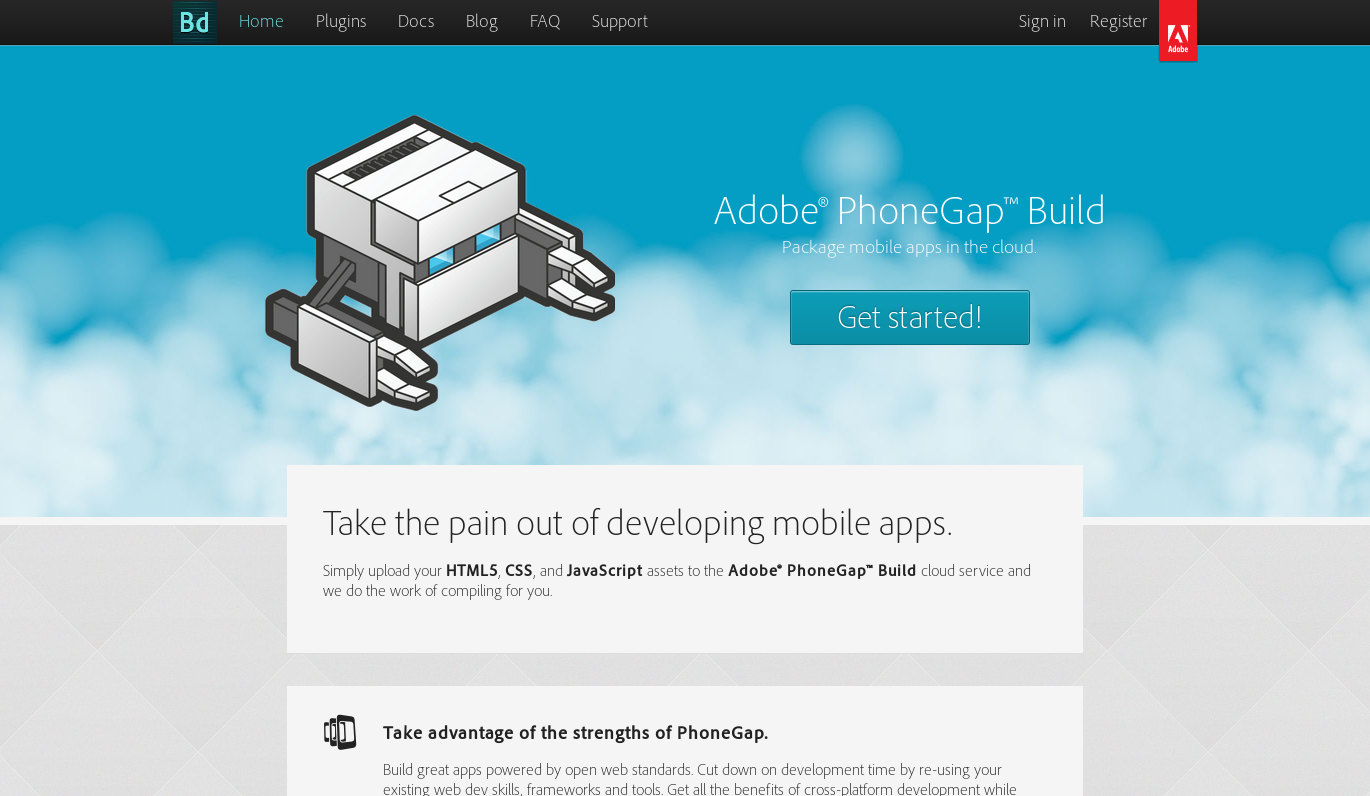 Bd Home Plugins Docs Blog FAQ Support Sign in Register
Adobe
Adobe® PhoneGap™ Build
Package mobile apps in the cloud.
Get started!
Take the pain out of developing mobile apps.
Simply upload your HTML5, CSS, and JavaScript assets to the Adobe® PhoneGap™ Build cloud service and
we do the work of compiling for you.
Take advantage of the strengths of PhoneGap.
Build great apps powered by open web standards. Cut down on development time by re-using your
existing web dev skills, frameworks and tools. Get all the benefits of cross-platform development while